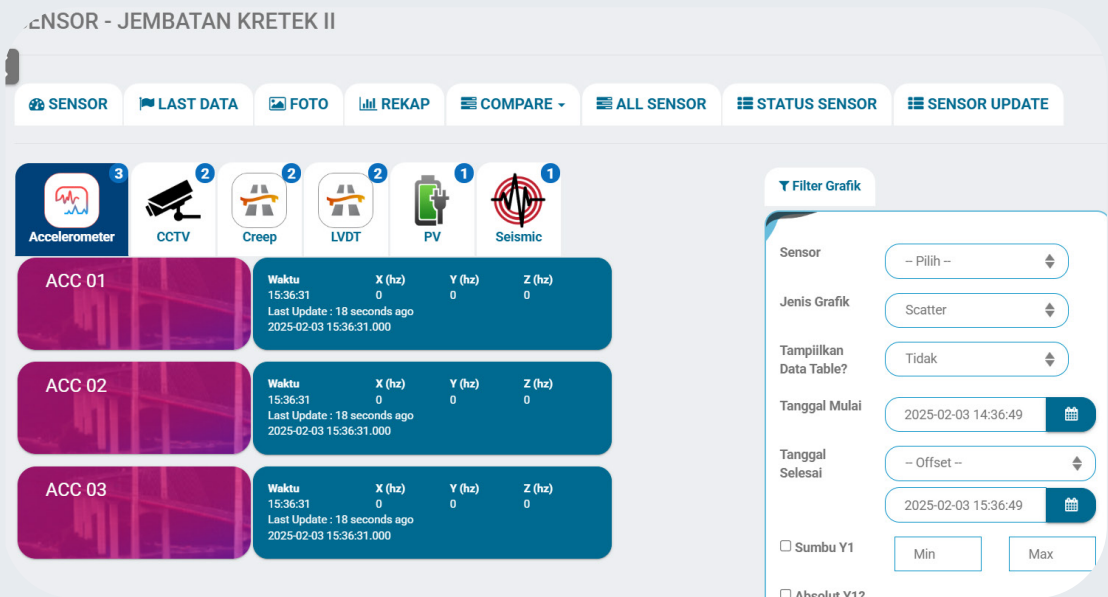 SENSOR - JEMBATAN KRETEK II
SENSOR LAST DATA FOTO REKAP COMPARE ALL SENSOR STATUS SENSOR SENSOR UPDATE
3 2 2 2 1 1
Accelerometer CCTV Creep LVDT PV Seismic
ACC 01
Waktu X (hz) Y (hz) Z (hz)
15:36:31 0 0 0
Last Update : 18 seconds ago
2025-02-03 15:36:31.000
ACC 02
Waktu X (hz) Y (hz) Z (hz)
15:36:31 0 0 0
Last Update : 18 seconds ago
2025-02-03 15:36:31.000
ACC 03
Waktu X (hz) Y (hz) Z (hz)
15:36:31 0 0 0
Last Update : 18 seconds ago
2025-02-03 15:36:31.000
Filter Grafik
Sensor -- Pilih --
Jenis Grafik Scatter
Tampiilkan
Data Table?
Tidak
Tanggal Mulai 2025-02-03 14:36:49
Tanggal
Selesai
-- Offset --
2025-02-03 15:36:49
Sumbu Y1 Min Max
Absolut Y1?